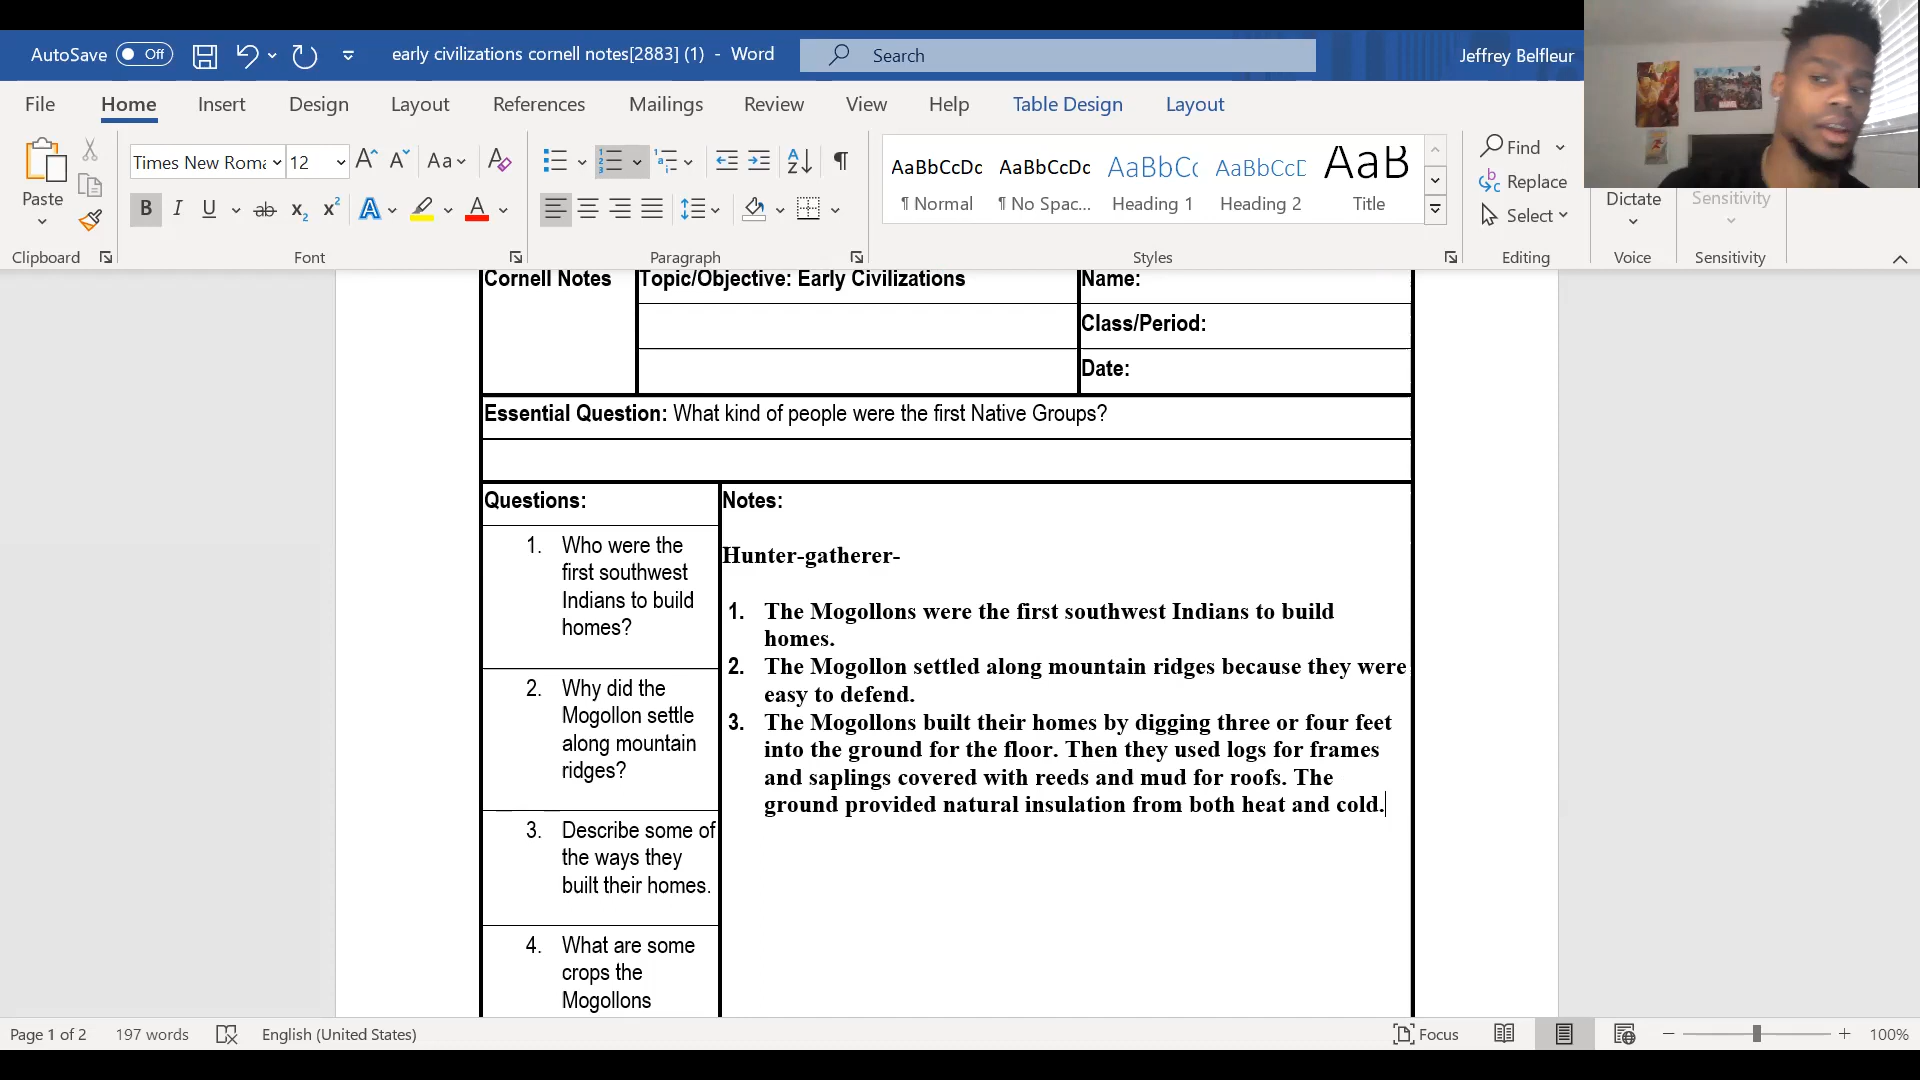 AutoSave Off early civilizations cornell notes[2883] (1) - Word Search Jeffrey Belfleur
File Home Insert Design Layout References Mailings Review View Help Table Design Layout
Paste
Clipboard
Times New Roma 12
Font
Paragraph
AaBbCcDc AaBbCcDc AaBbCc AaBbCcD AaB
¶ Normal ¶ No Spac... Heading 1 Heading 2 Title
Styles
Find
Replace
Select
Editing
Dictate
Voice
Sensitivity
Sensitivity
Cornell Notes Topic/Objective: Early Civilizations Name:
Class/Period:
Date:
Essential Question: What kind of people were the first Native Groups?
Questions:
1. Who were the
first southwest
Indians to build
homes?
2. Why did the
Mogollon settle
along mountain
ridges?
3. Describe some of
the ways they
built their homes.
4. What are some
crops the
Mogollons
Notes:
Hunter-gatherer-
1. The Mogollons were the first southwest Indians to build
homes.
2. The Mogollon settled along mountain ridges because they were
easy to defend.
3. The Mogollons built their homes by digging three or four feet
into the ground for the floor. Then they used logs for frames
and saplings covered with reeds and mud for roofs. The
ground provided natural insulation from both heat and cold.
Page 1 of 2 197 words English (United States) Focus 100%